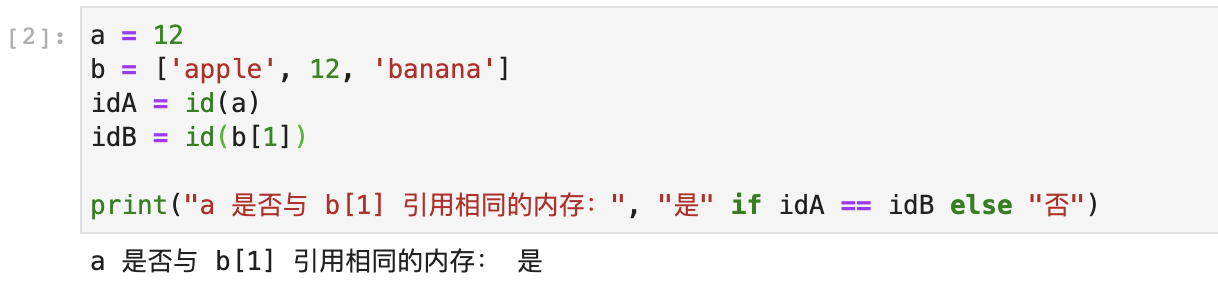 [2]:
a = 12
b = ['apple', 12, 'banana']
idA = id(a)
idB = id(b[1])
print("a 是否与 b[1] 引用相同的内存：", "是" if idA == idB else "否")
a 是否与 b[1] 引用相同的内存： 是